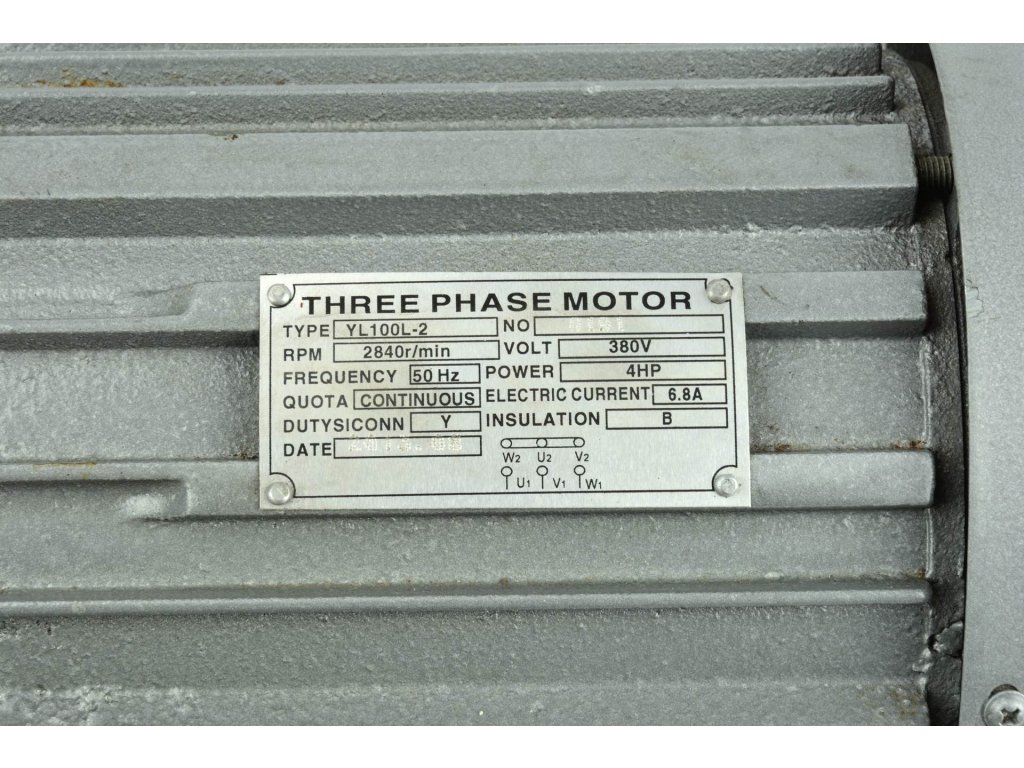 THREE PHASE MOTOR
TYPE YL100L-2 NO
RPM 2840r/min VOLT 380V
FREQUENCY 50 Hz POWER 4HP
QUOTA CONTINUOUS ELECTRIC CURRENT 6.8A
DUTYSICONN Y INSULATION B
DATE
W2 U2 V2
U1 V1 W1